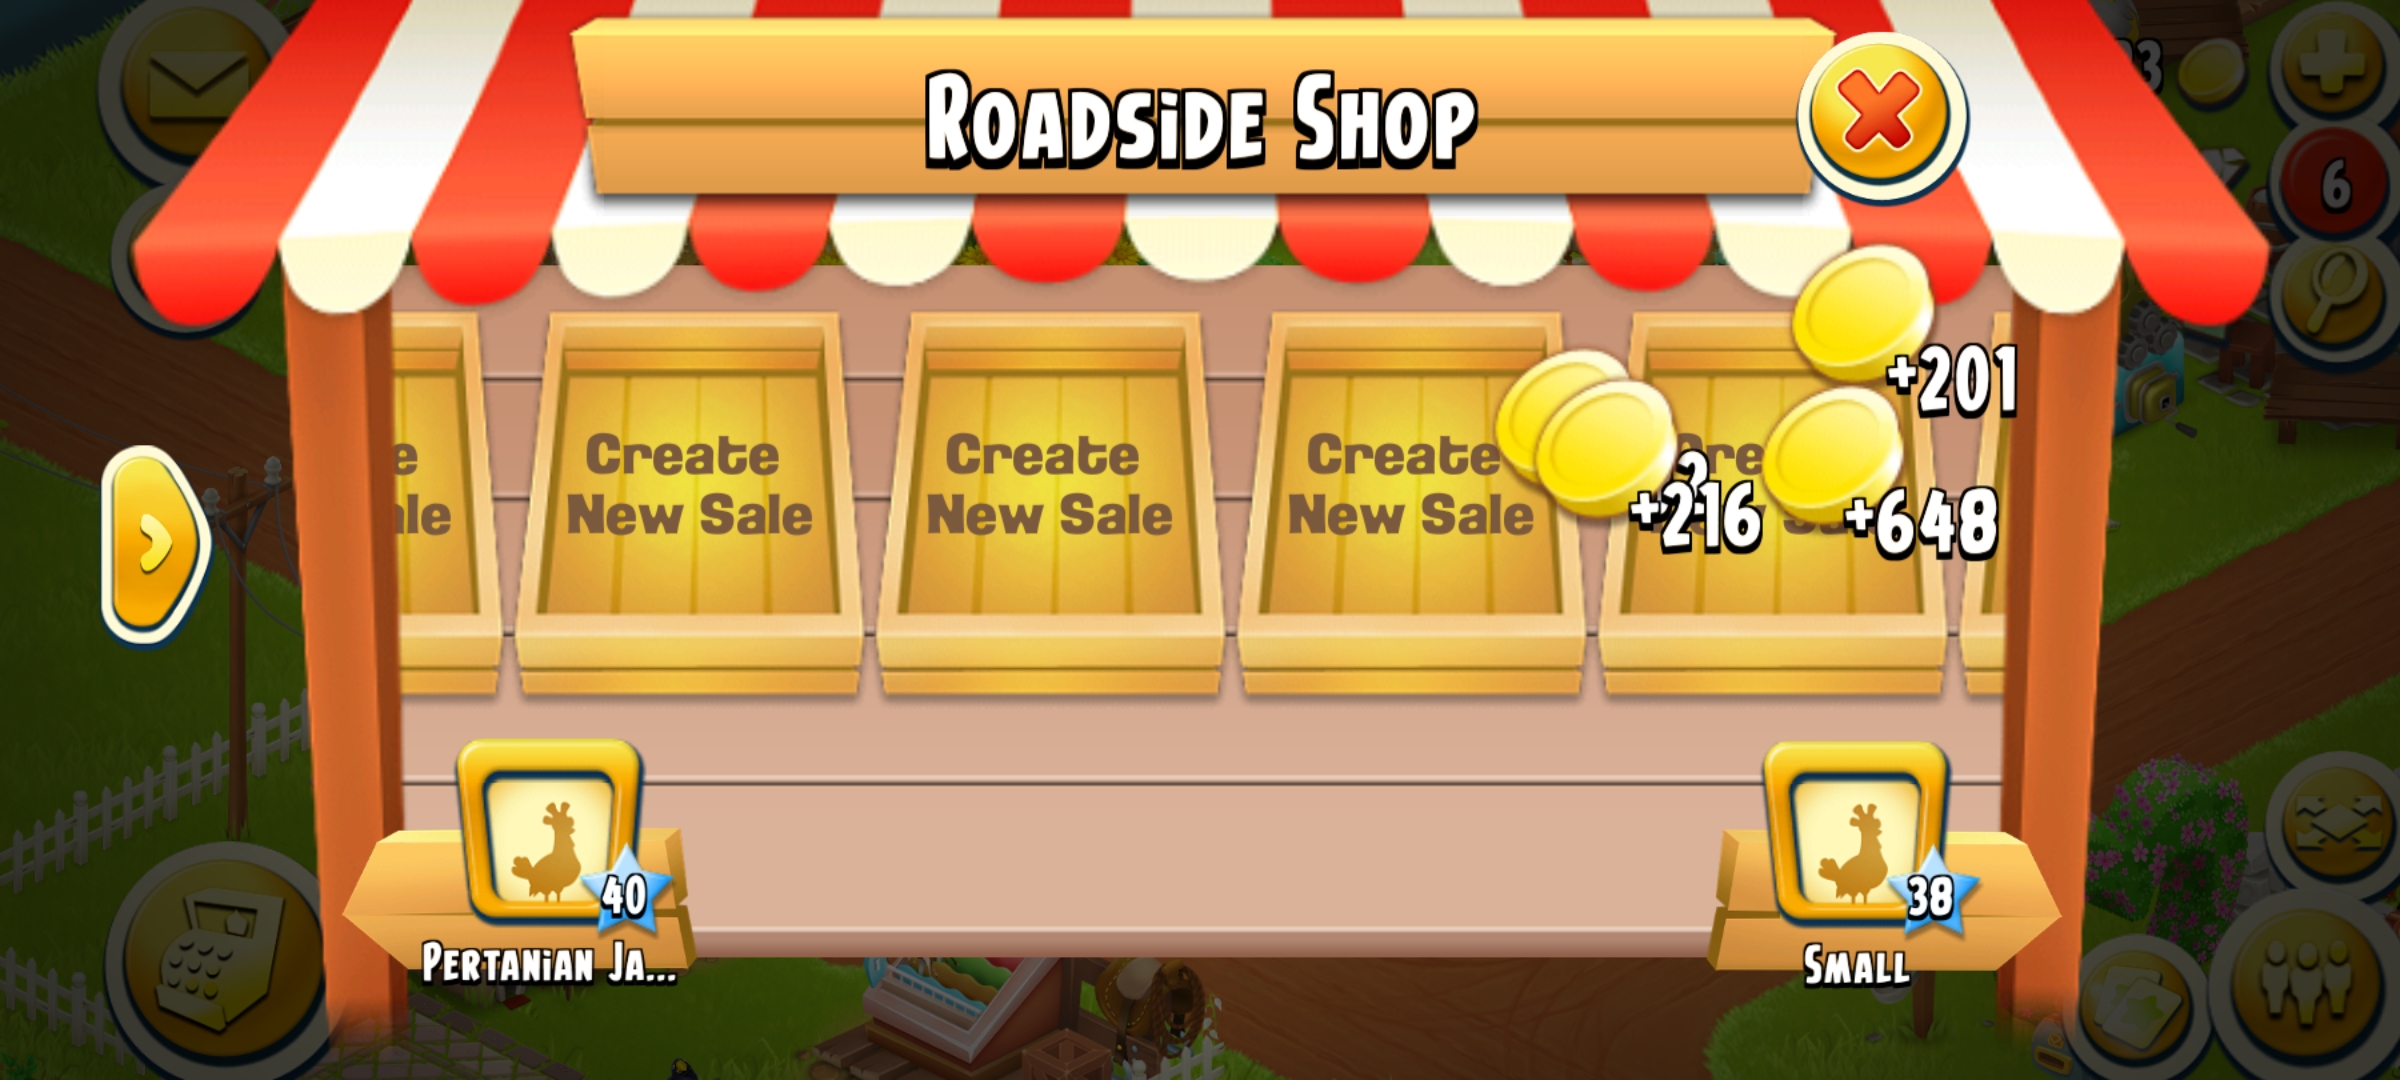 Roadside Shop
6
+201
Create
New Sale
Create
New Sale
Create
New Sale
+216
+648
40
Pertanian Ja...
38
Small